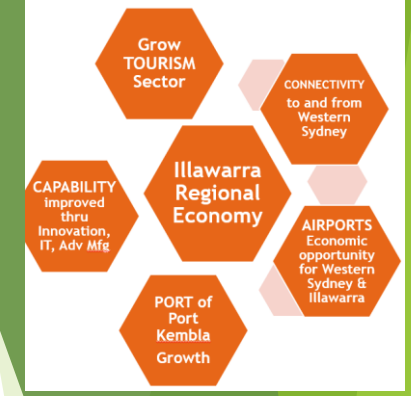 Grow
TOURISM
Sector
CONNECTIVITY
to and from
Western
Sydney
Illawarra
Regional
Economy
CAPABILITY
improved
thru
Innovation,
IT, Adv Mfg
AIRPORTS
Economic
opportunity
for Western
Sydney &
Illawarra
PORT of
Port
Kembla
Growth